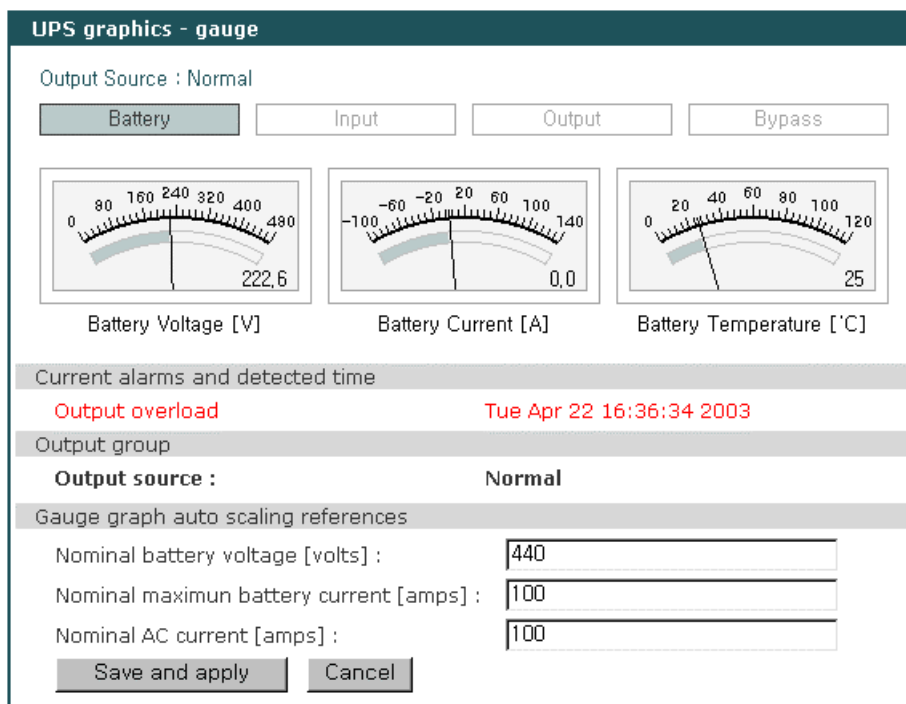 UPS graphics - gauge
Output Source : Normal
Battery Input Output Bypass
0 80 160 240 320 400 480
222,6
-100 -60 -20 20 60 100 140
0,0
0 20 40 60 80 100 120
25
Battery Voltage [V] Battery Current [A] Battery Temperature [°C]
Current alarms and detected time
Output overload Tue Apr 22 16:36:34 2003
Output group
Output source : Normal
Gauge graph auto scaling references
Nominal battery voltage [volts] : 440
Nominal maximun battery current [amps] : 100
Nominal AC current [amps] : 100
Save and apply Cancel